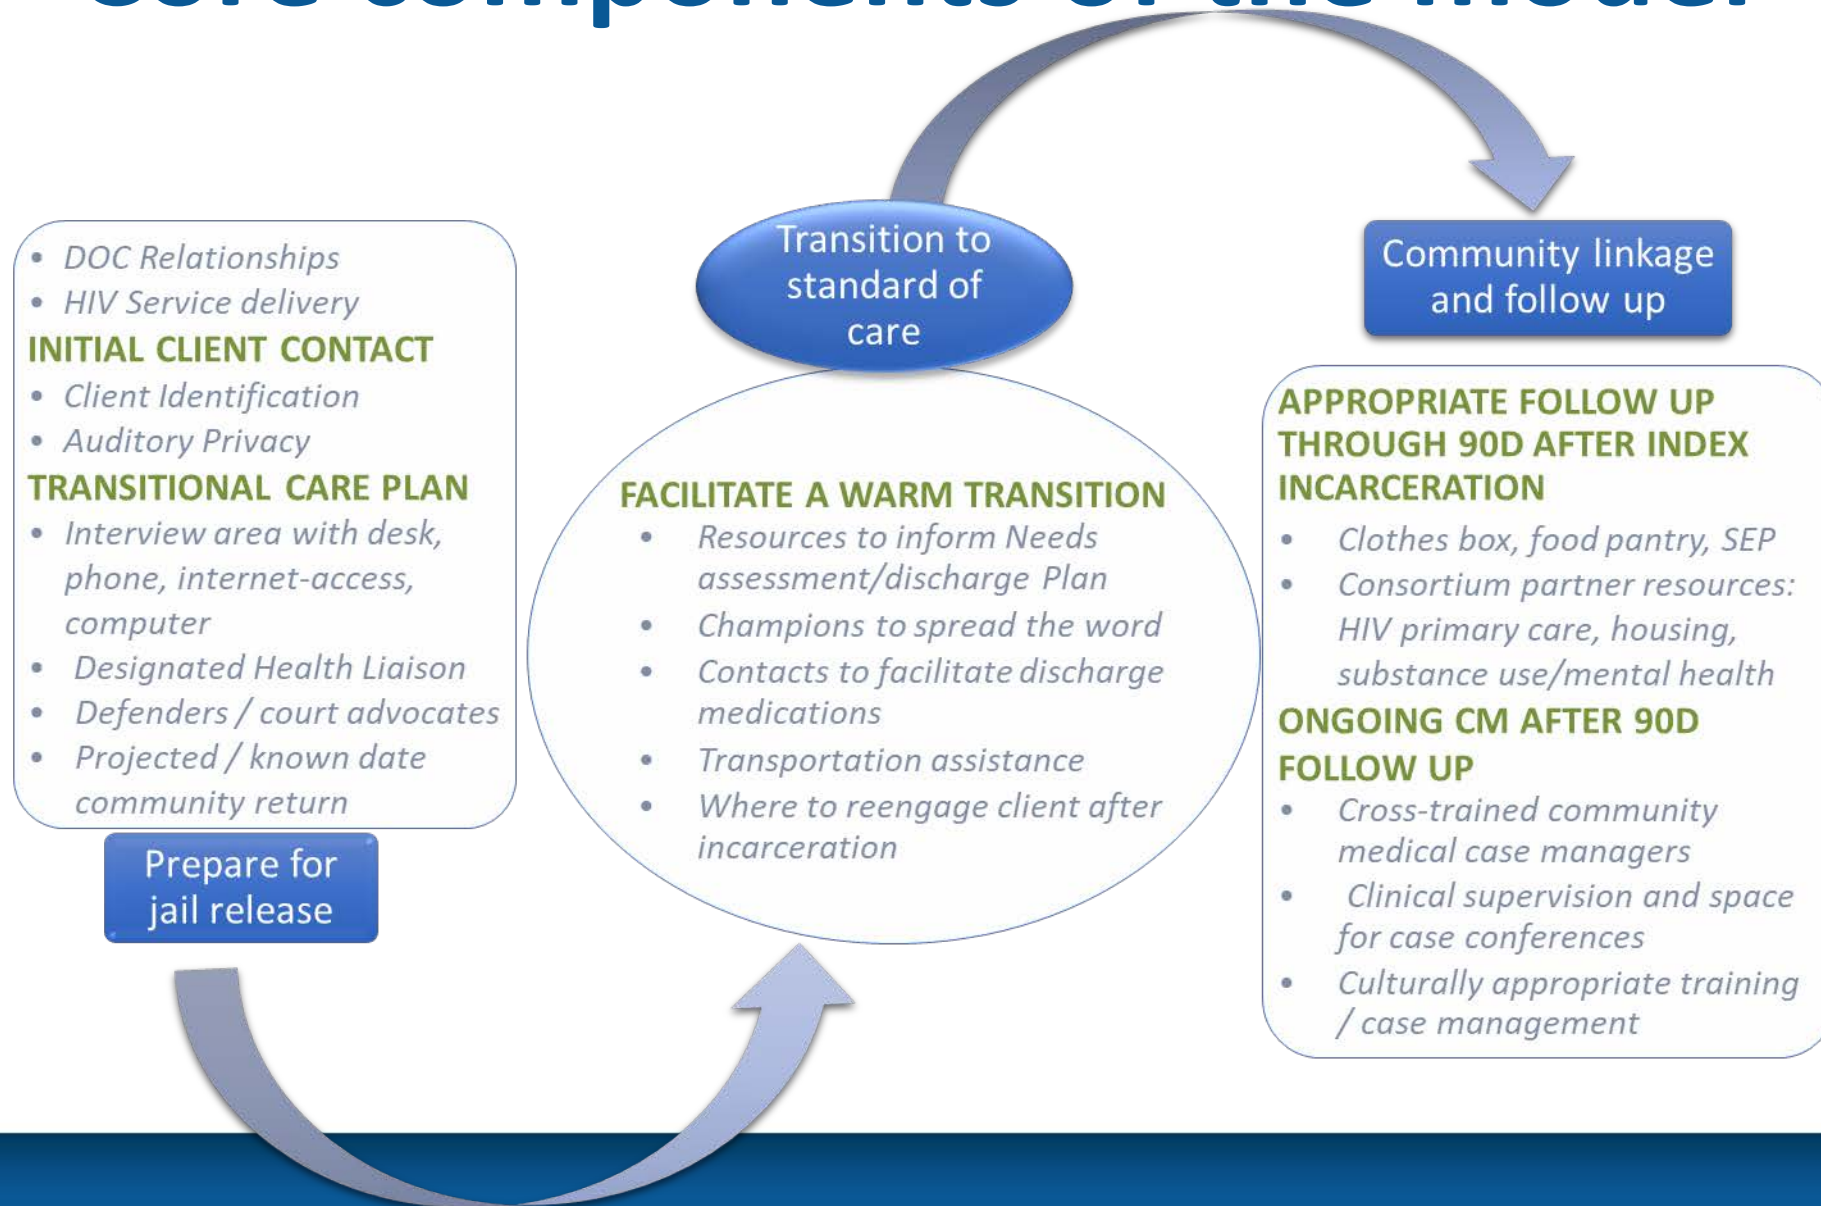 Core components of the model
• DOC Relationships
• HIV Service delivery
INITIAL CLIENT CONTACT
• Client Identification
• Auditory Privacy
TRANSITIONAL CARE PLAN
• Interview area with desk,
phone, internet-access,
computer
• Designated Health Liaison
• Defenders / court advocates
• Projected / known date
community return
Prepare for
jail release
Transition to
standard of
care
FACILITATE A WARM TRANSITION
• Resources to inform Needs
assessment/discharge Plan
• Champions to spread the word
• Contacts to facilitate discharge
medications
• Transportation assistance
• Where to reengage client after
incarceration
Community linkage
and follow up
APPROPRIATE FOLLOW UP
THROUGH 90D AFTER INDEX
INCARCERATION
• Clothes box, food pantry, SEP
• Consortium partner resources:
HIV primary care, housing,
substance use/mental health
ONGOING CM AFTER 90D
FOLLOW UP
• Cross-trained community
medical case managers
• Clinical supervision and space
for case conferences
• Culturally appropriate training
/ case management